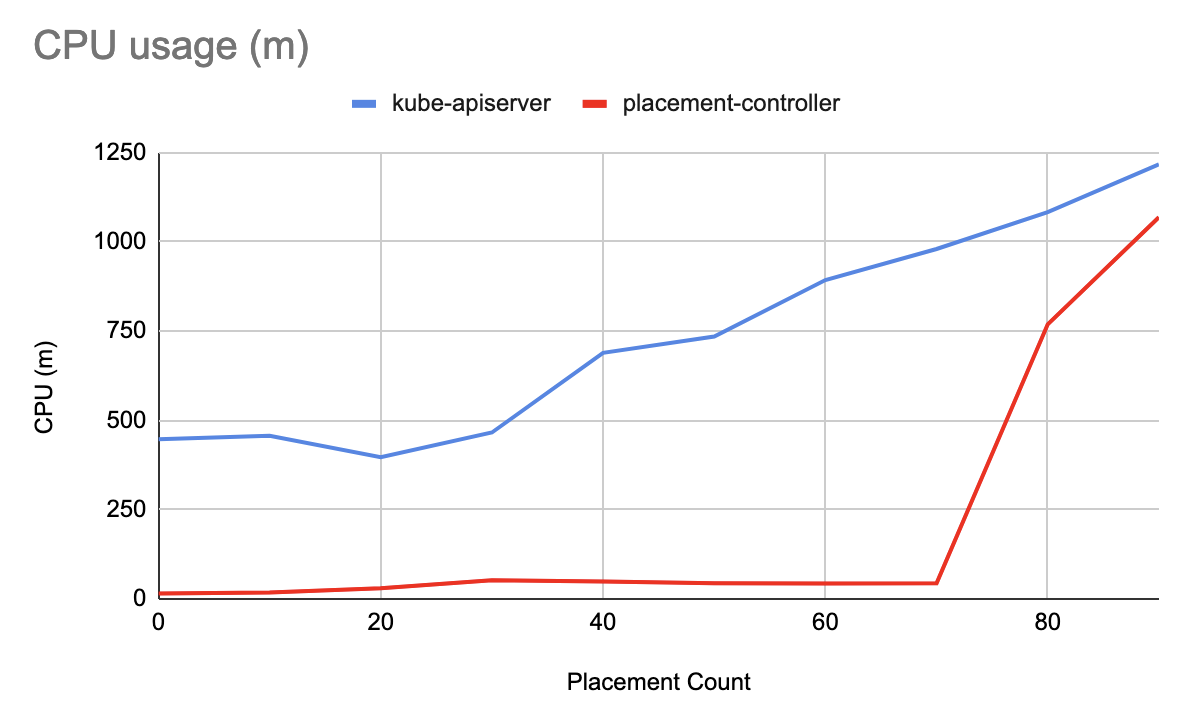 CPU usage (m)
kube-apiserver placement-controller
1250
1000
750
500
250
0
CPU (m)
0 20 40 60 80
Placement Count